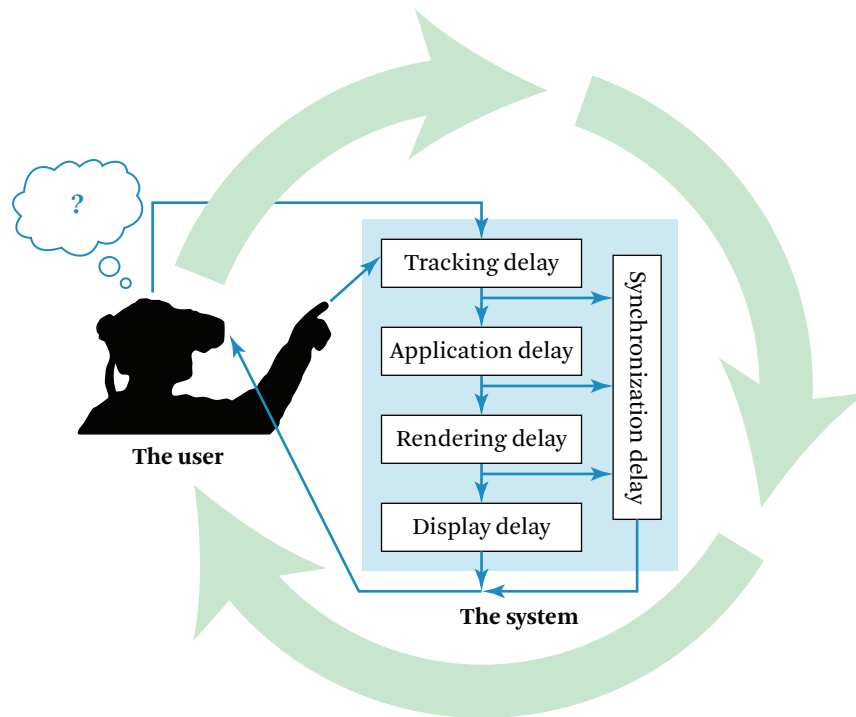 ?
Tracking delay
Application delay
Rendering delay
Display delay
Synchronization delay
The user
The system